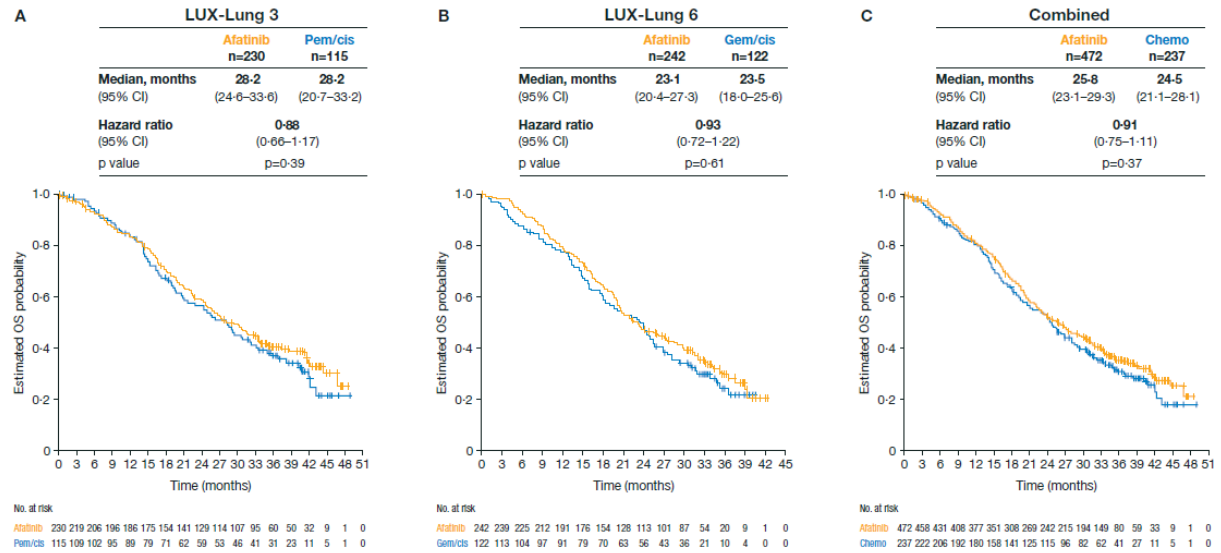 A
LUX-Lung 3
Afatinib Pem/cis
n=230 n=115
Median, months 28·2 28·2
(95% CI) (24·6–33·6) (20·7–33·2)
Hazard ratio 0·88
(95% CI) (0·66–1·17)
p value p=0·39
Estimated OS probability
1·0
0·8
0·6
0·4
0·2
0
0 3 6 9 12 15 18 21 24 27 30 33 36 39 42 45 48 51
Time (months)
No. at risk
Afatinib 230 219 206 196 186 175 154 141 129 114 107 95 60 50 32 9 1 0
Pem/cis 115 109 102 95 89 79 71 62 59 53 46 41 31 23 11 5 1 0
B
LUX-Lung 6
Afatinib Gem/cis
n=242 n=122
Median, months 23·1 23·5
(95% CI) (20·4–27·3) (18·0–25·6)
Hazard ratio 0·93
(95% CI) (0·72–1·22)
p value p=0·61
Estimated OS probability
1·0
0·8
0·6
0·4
0·2
0
0 3 6 9 12 15 18 21 24 27 30 33 36 39 42 45
Time (months)
No. at risk
Afatinib 242 239 225 212 191 176 154 128 113 101 87 54 20 9 1 0
Gem/cis 122 113 104 97 91 79 70 63 56 43 36 21 10 4 0 0
C
Combined
Afatinib Chemo
n=472 n=237
Median, months 25·8 24·5
(95% CI) (23·1–29·3) (21·1–28·1)
Hazard ratio 0·91
(95% CI) (0·75–1·11)
p value p=0·37
Estimated OS probability
1·0
0·8
0·6
0·4
0·2
0
0 3 6 9 12 15 18 21 24 27 30 33 36 39 42 45 48 51
Time (months)
No. at risk
Afatinib 472 458 431 408 377 351 308 269 242 215 194 149 80 59 33 9 1 0
Chemo 237 222 206 192 180 158 141 125 115 96 82 62 41 27 11 5 1 0